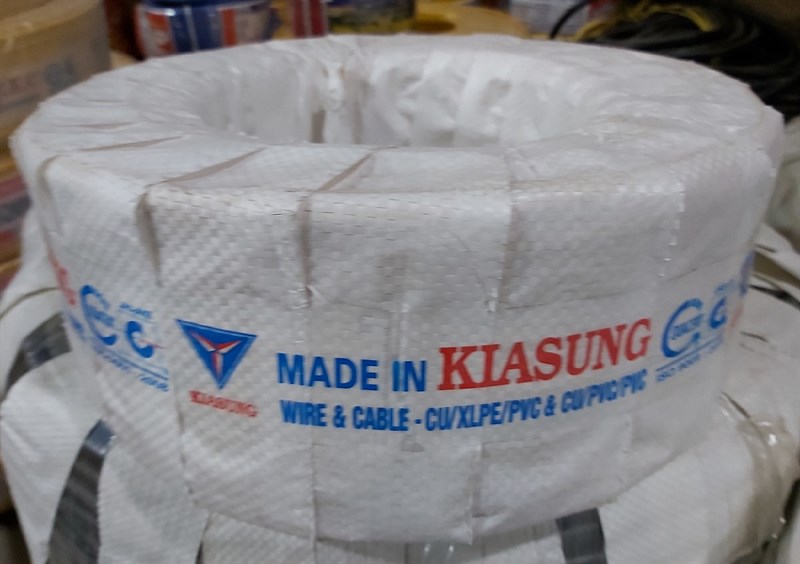 KIASUNG
MADE IN KIASUNG
WIRE & CABLE - CU/XLPE/PVC & CU/PVC/PVC